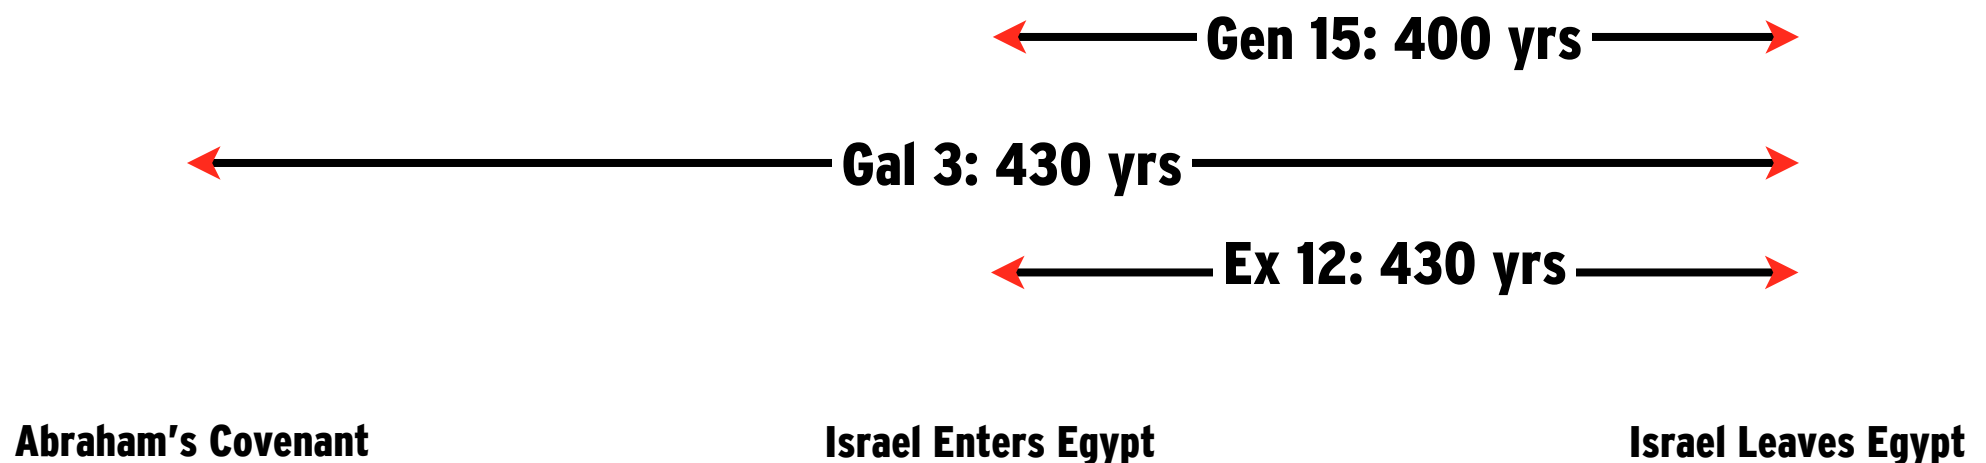 Gen 15: 400 yrs
Gal 3: 430 yrs
Ex 12: 430 yrs
Abraham's Covenant
Israel Enters Egypt
Israel Leaves Egypt